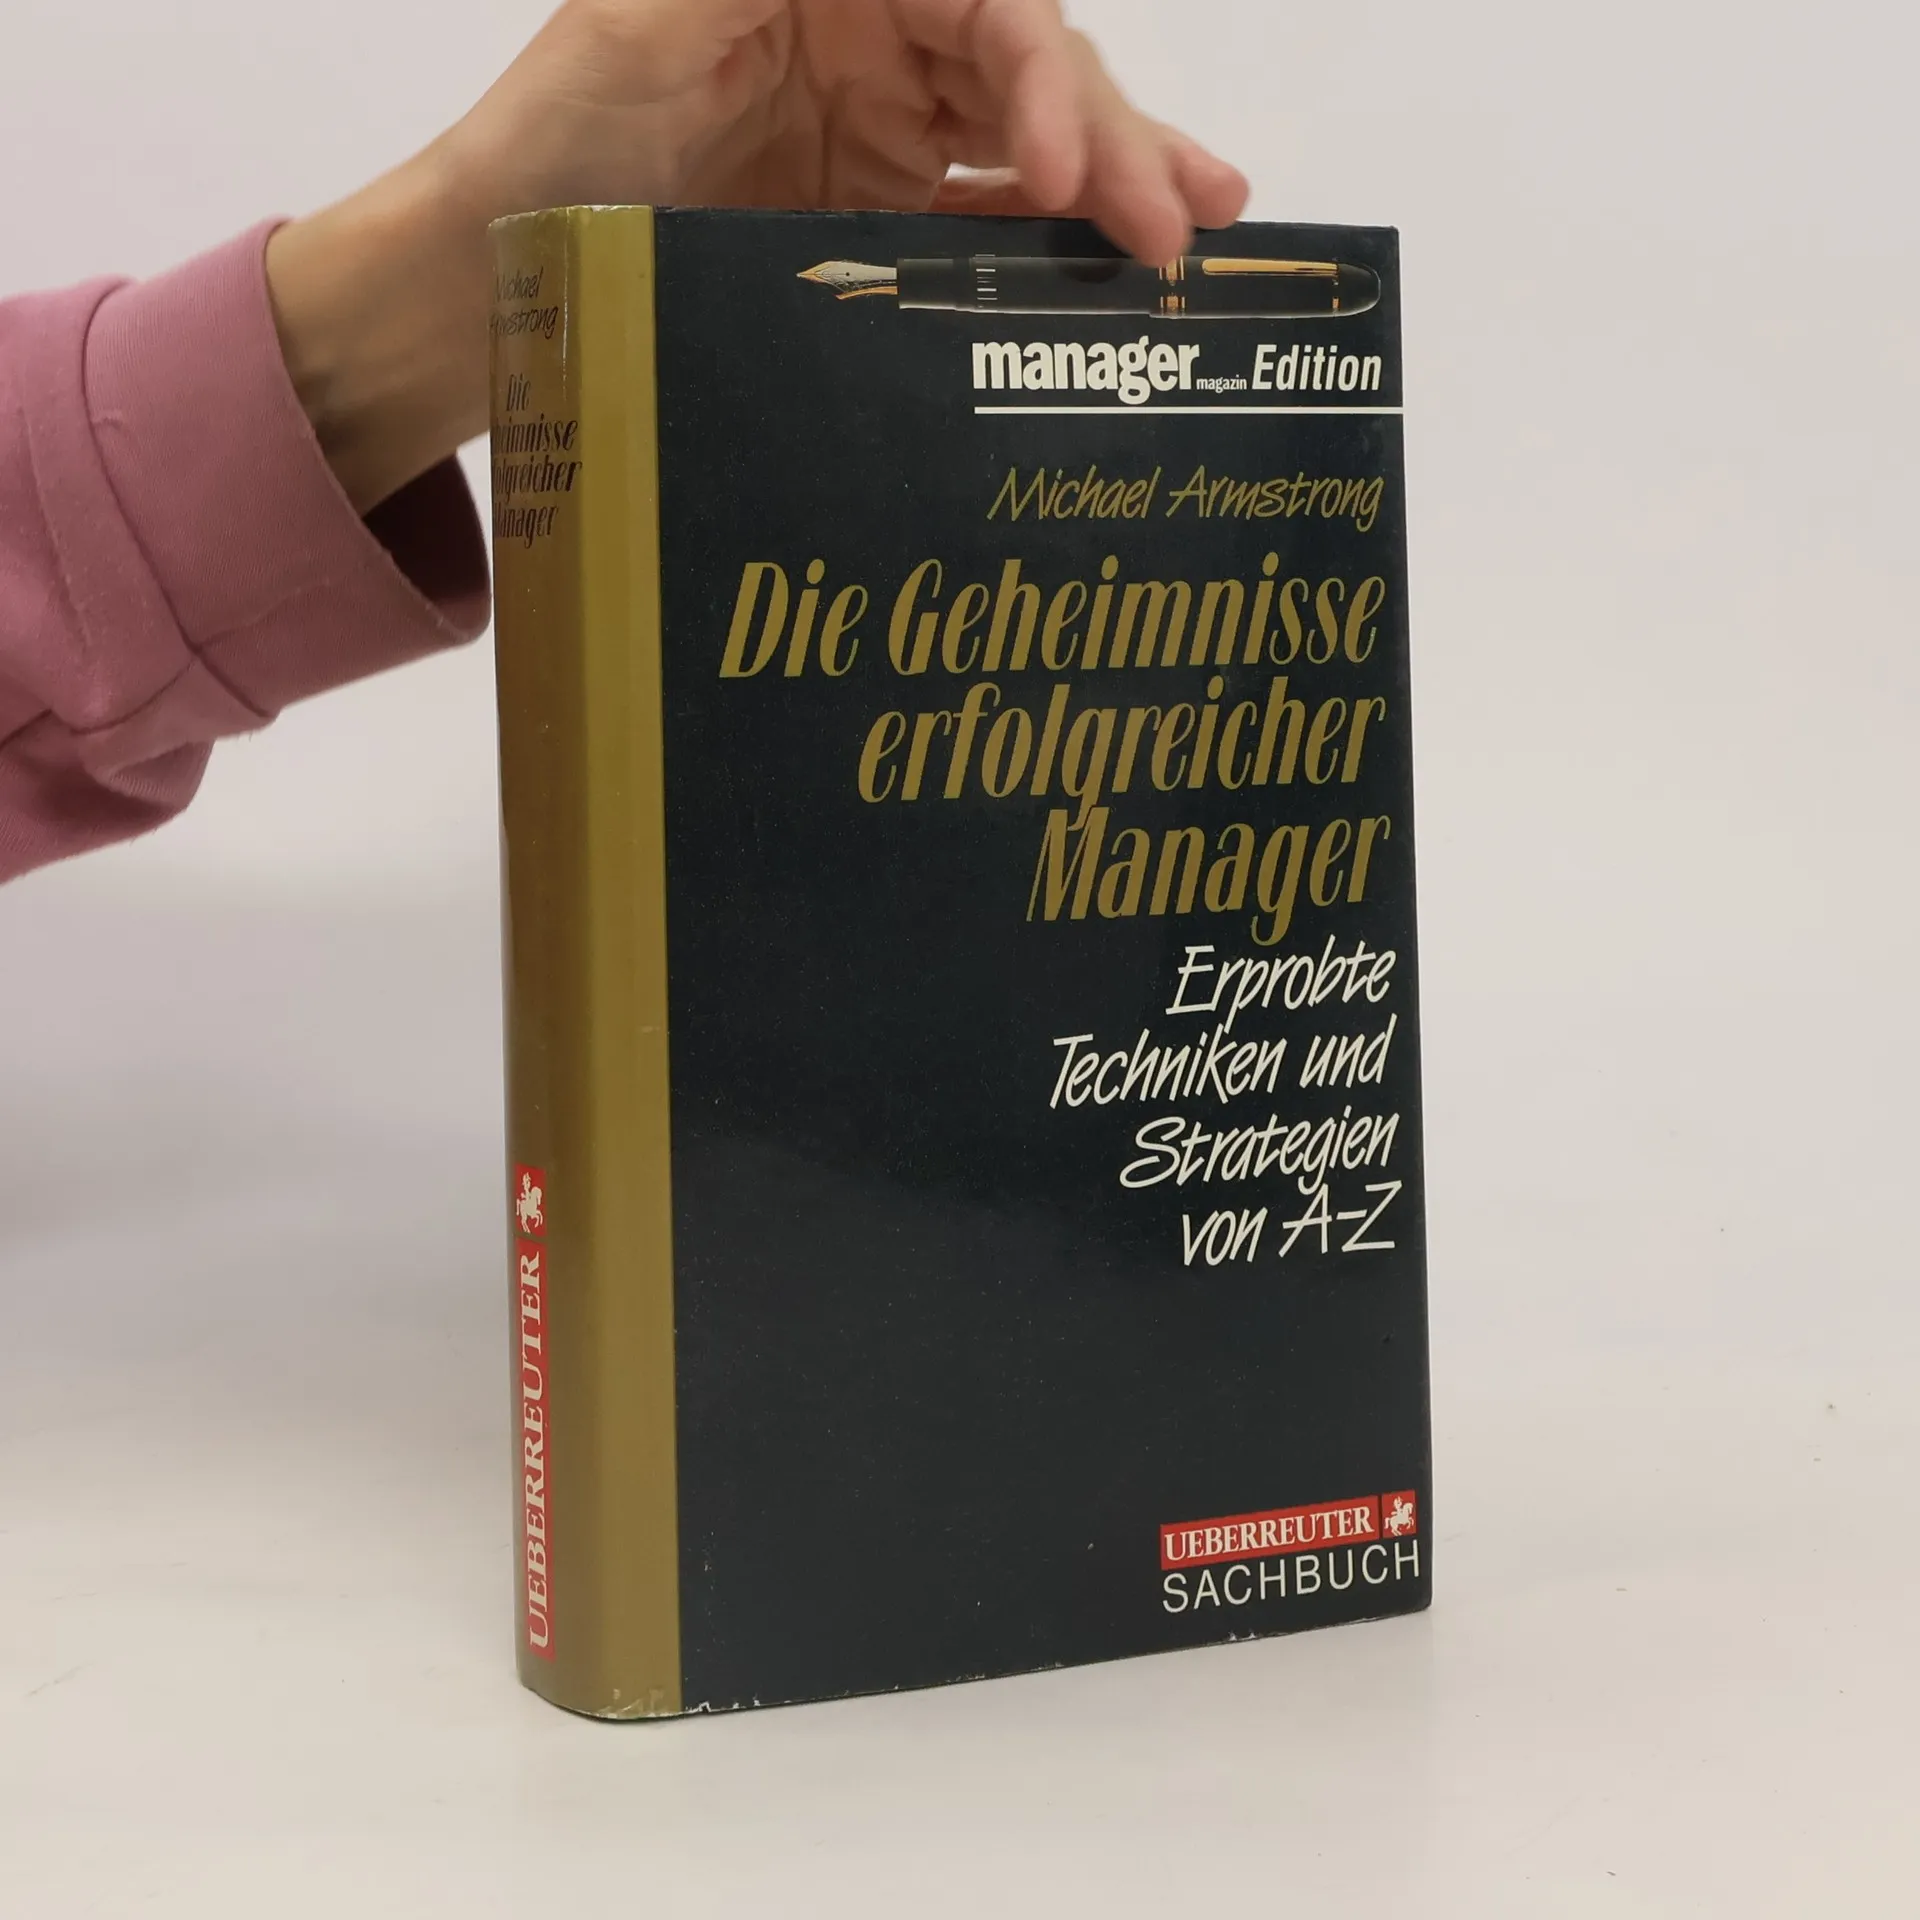 manager magazin Edition
Michael Armstrong
Die Geheimnisse
erfolgreicher
Manager
Erprobte
Techniken und
Strategien
von A-Z
UEBERREUTER
SACHBUCH
Michael
Armstrong
Die
Geheimnisse
erfolgreicher
Manager
UEBERREUTER